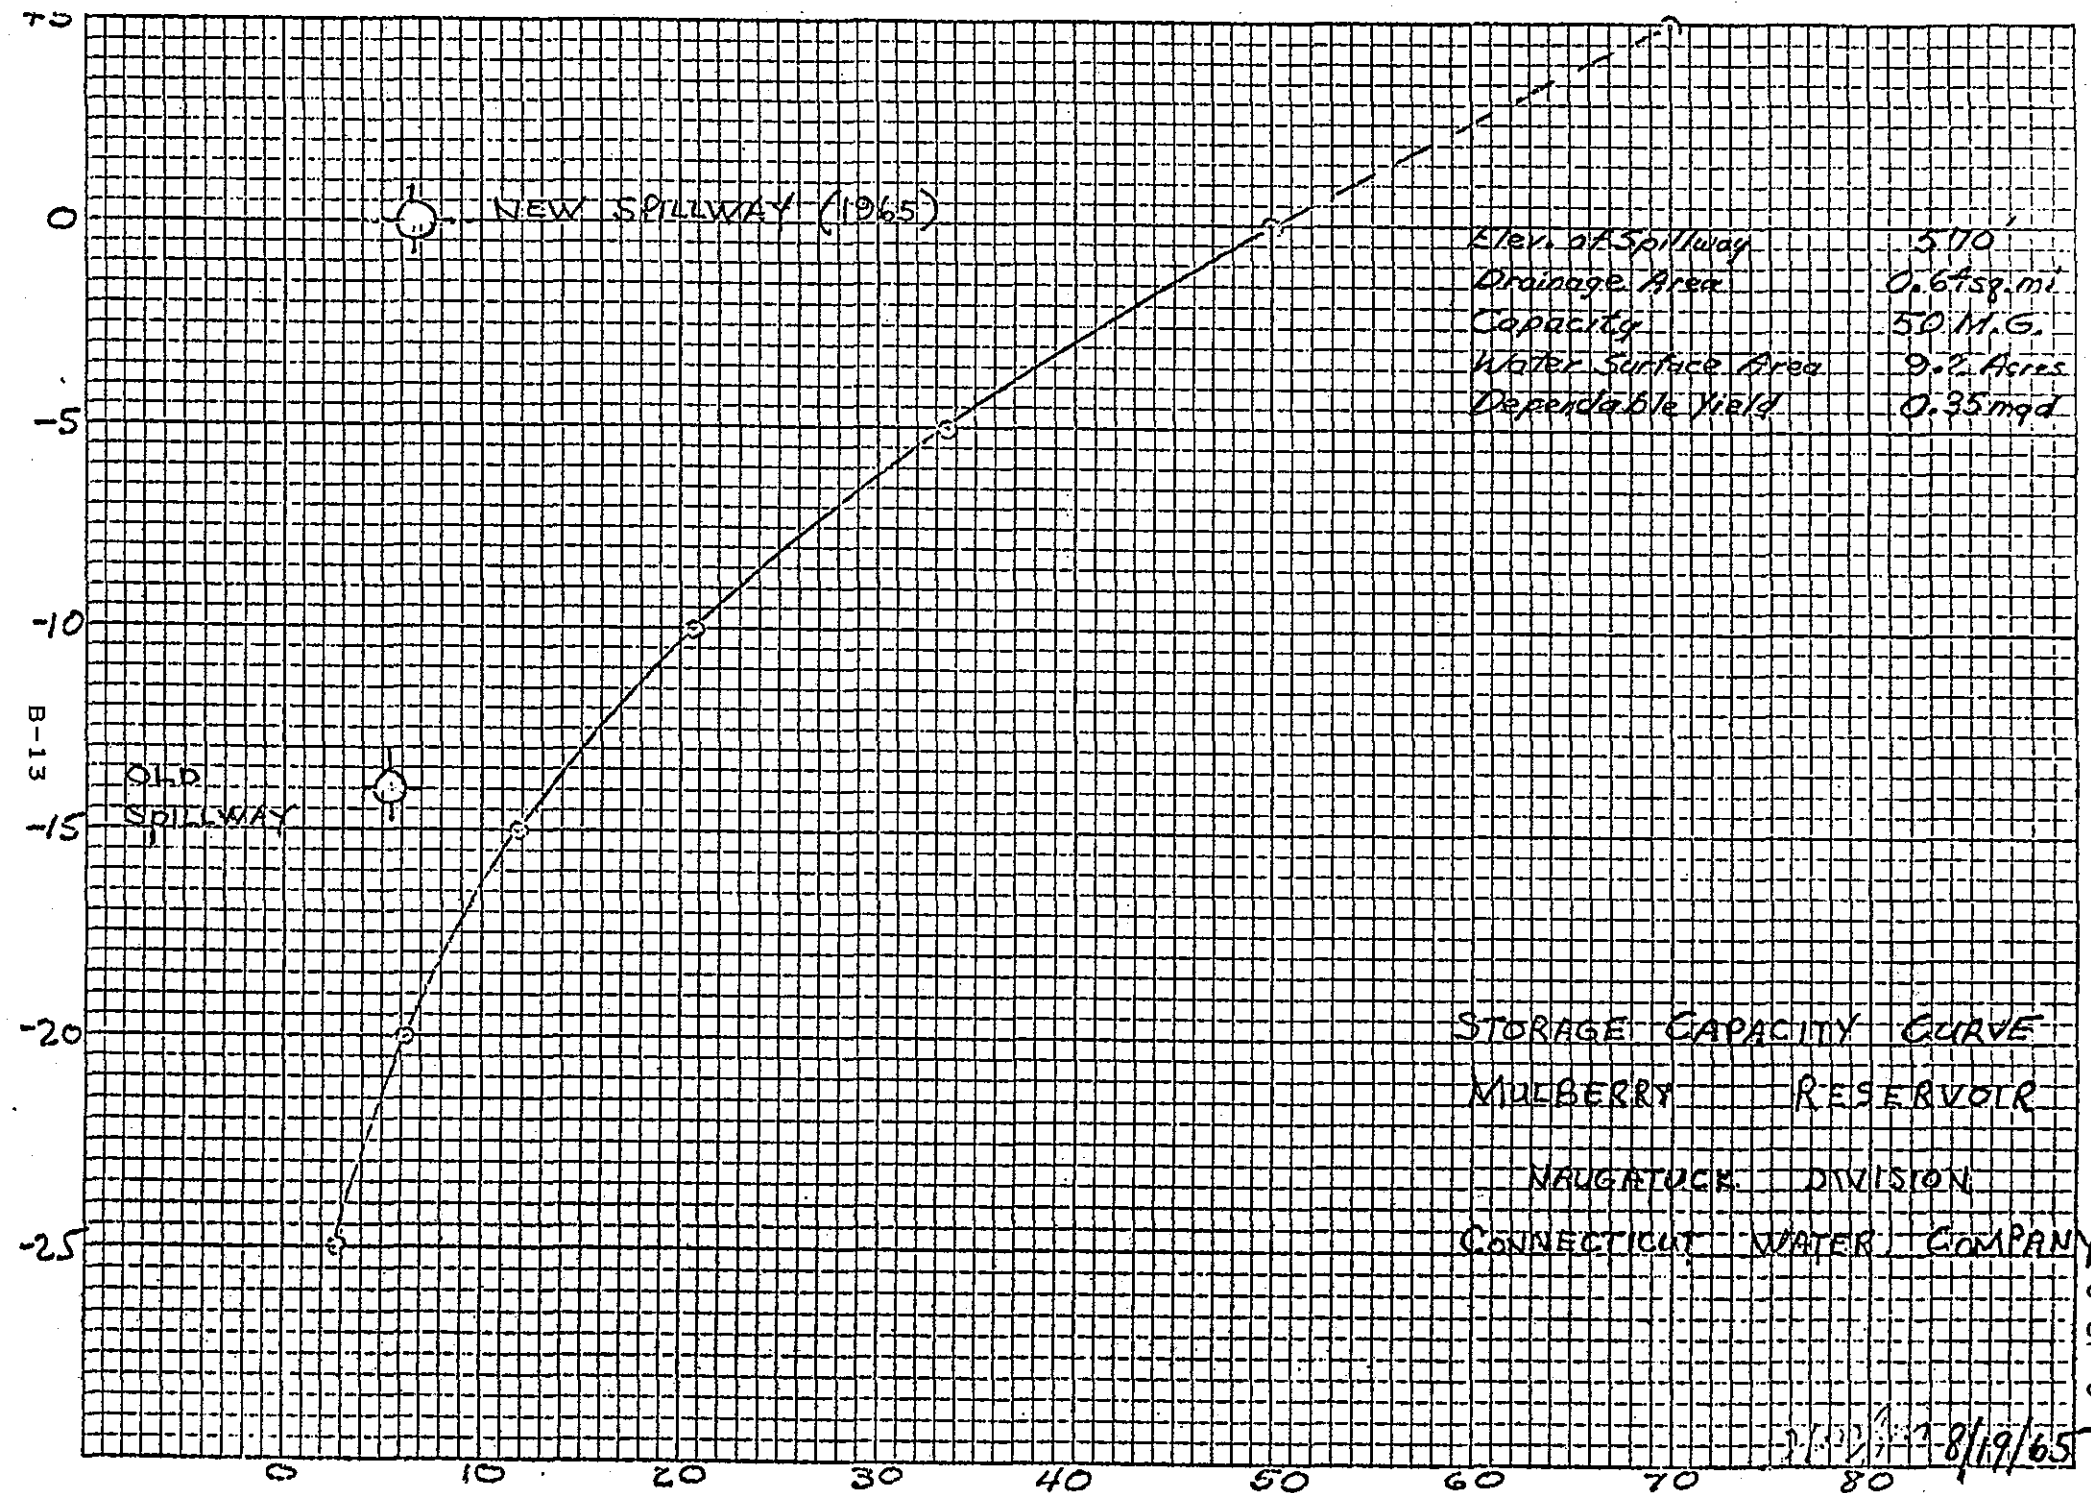 +5
0
-5
-10
-15
-20
-25
B-13
NEW SPILLWAY (1965)
OLD
SPILLWAY
Elev. of Spillway 570'
Drainage Area 0.64 sq. mi
Capacity 50 M.G.
Water Surface Area 9.2 Acres
Dependable Yield 0.35 mgd
STORAGE CAPACITY CURVE
MULBERRY RESERVOIR
NAUGATUCK DIVISION
CONNECTICUT WATER COMPANY
8/19/65
0 10 20 30 40 50 60 70 80